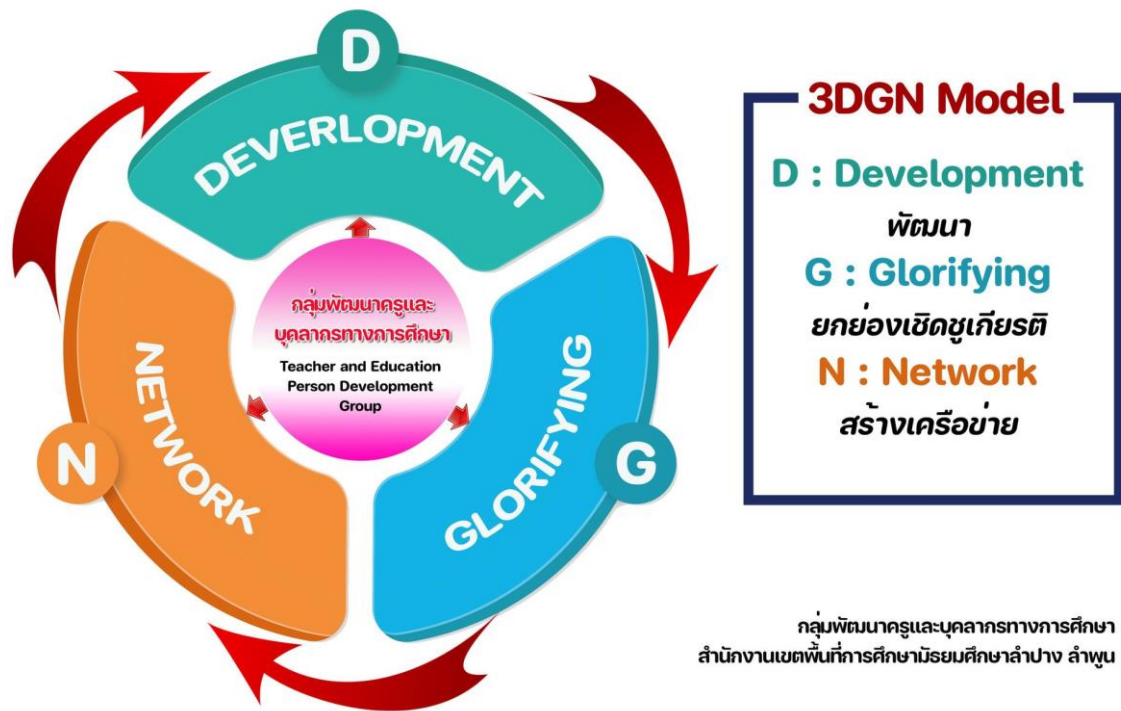 D
DEVERLOPMENT
กลุ่มพัฒนาครูและ
บุคลากรทางการศึกษา
Teacher and Education
Person Development
Group
NETWORK
N
GLORIFYING
G
3DGN Model
D : Development
พัฒนา
G : Glorifying
ยกย่องเชิดชูเกียรติ
N : Network
สร้างเครือข่าย
กลุ่มพัฒนาครูและบุคลากรทางการศึกษา
สำนักงานเขตพื้นที่การศึกษามัธยมศึกษาลำปาง ลำพูน